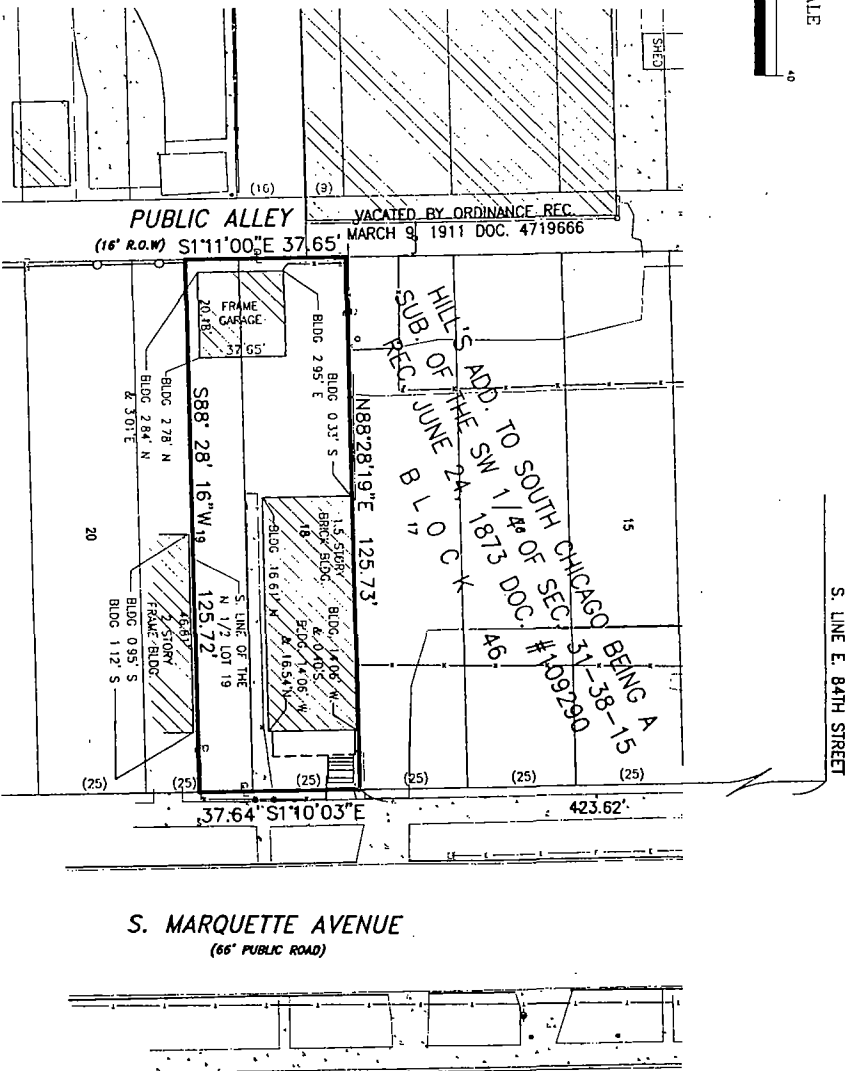 ALE
40
SHED
(10)
(9)
PUBLIC ALLEY
(16' R.O.W)
S1°11'00"E 37.65'
VACATED BY ORDINANCE REC.
MARCH 9, 1911 DOC. 4719666
FRAME
GARAGE
20.18'
37.65'
BLDG 2.95' E
BLDG 0.33' S
BLDG 2.78' N
BLDG 2.84' N
& 3.01'E
S88° 28' 16"W
125.72'
N88°28'19"E 125.73'
HILL'S ADD. TO SOUTH CHICAGO BEING A
SUB. OF THE SW 1/4 OF SEC. 31-38-15
REC. JUNE 24, 1873 DOC. #109290
BLOCK 46
15
17
18
19
20
1.5 STORY
BRICK BLDG.
BLDG 16.61' N
BLDG. 14.06' W
& 0.40'S
BLDG 14.06' W
& 16.54'N
S. LINE OF THE
N 1/2 LOT 19
46.61'
2 STORY
FRAME BLDG.
BLDG 0.95' S
BLDG 1.12' S
S. LINE E. 84TH STREET
(25)
(25)
(25)
(25)
(25)
(25)
37.64' S1°10'03"E
423.62'
S. MARQUETTE AVENUE
(66' PUBLIC ROAD)